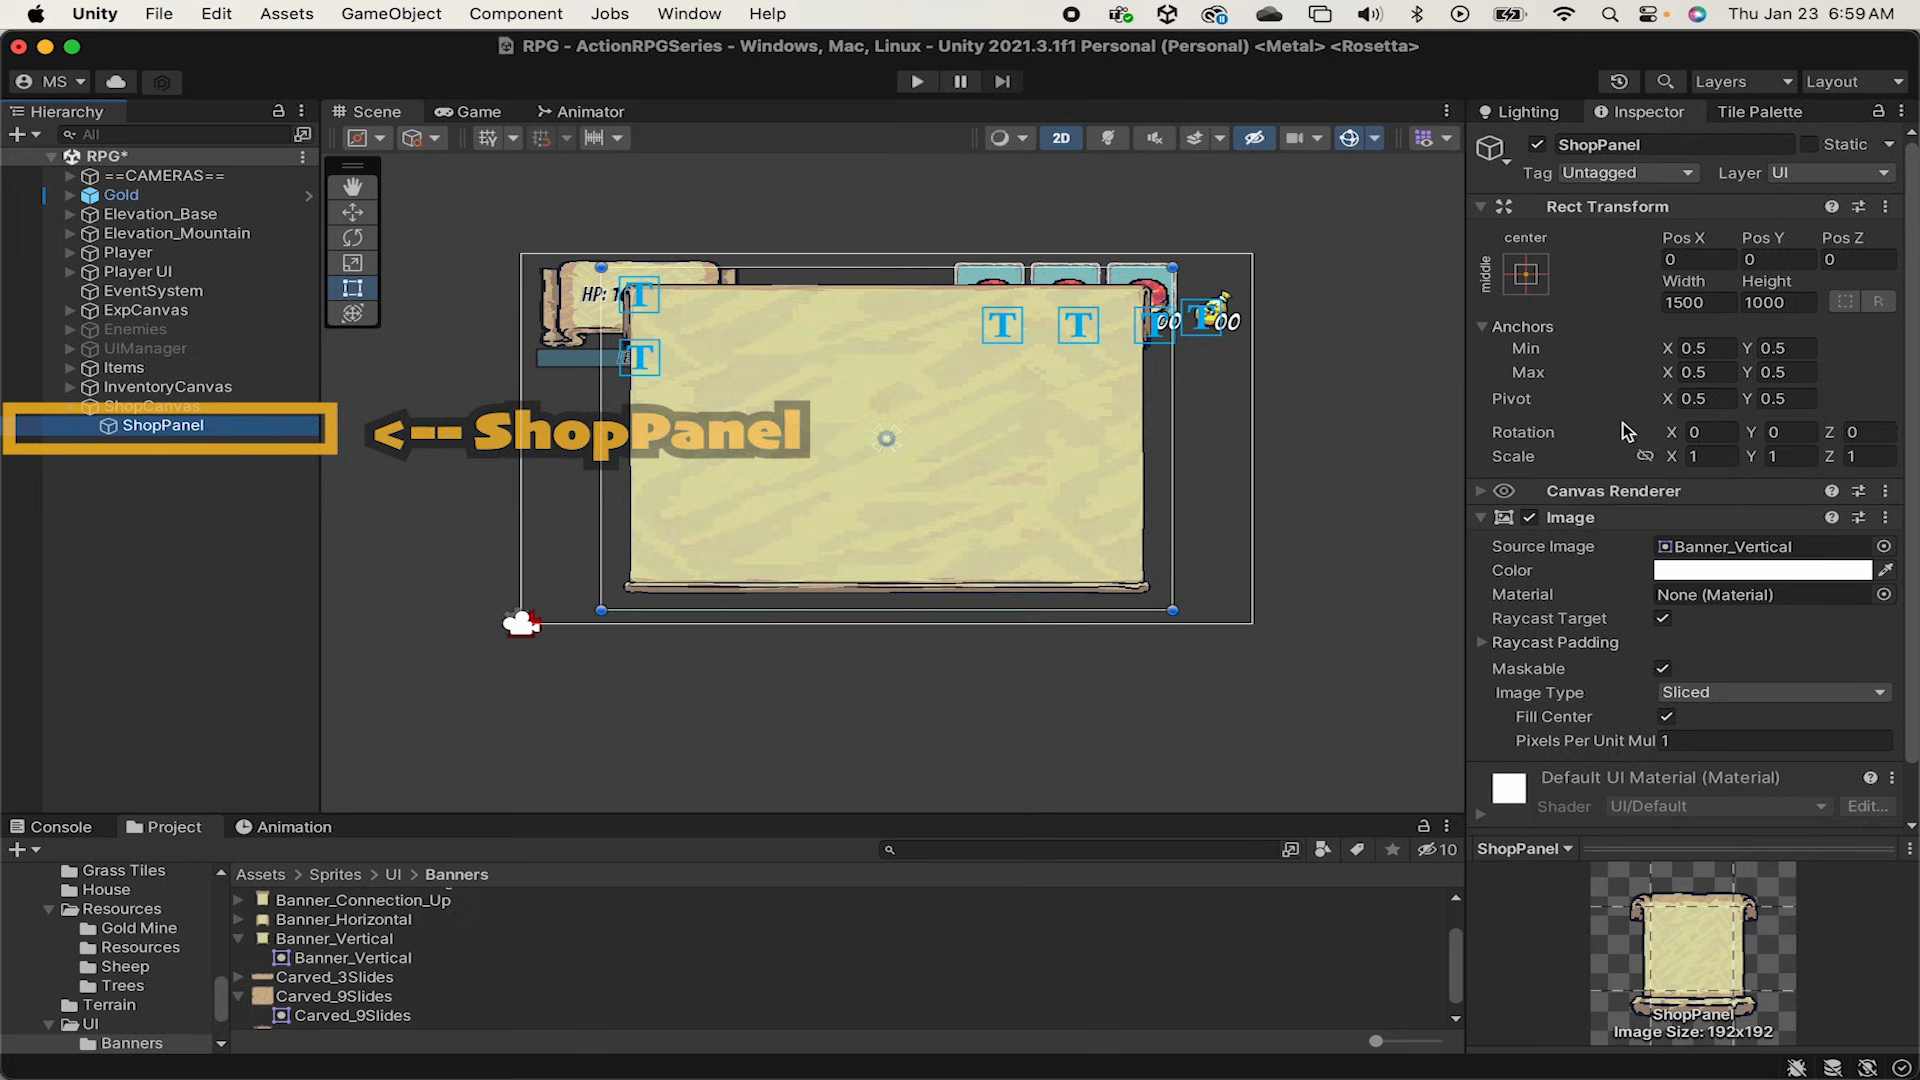 Unity File Edit Assets GameObject Component Jobs Window Help Thu Jan 23 6:59 AM
RPG - ActionRPGSeries - Windows, Mac, Linux - Unity 2021.3.1f1 Personal (Personal) <Metal> <Rosetta>
MS Layers Layout
Hierarchy Scene Game Animator Lighting Inspector Tile Palette
All 2D
RPG*
==CAMERAS==
Gold
Elevation_Base
Elevation_Mountain
Player
Player UI
EventSystem
ExpCanvas
Enemies
UIManager
Items
InventoryCanvas
ShopCanvas
ShopPanel
HP: 1
T
T
T T T T
00
00
<-- ShopPanel
ShopPanel Static
Tag Untagged Layer UI
Rect Transform
center Pos X Pos Y Pos Z
middle 0 0 0
Width Height
1500 1000 R
Anchors
Min X 0.5 Y 0.5
Max X 0.5 Y 0.5
Pivot X 0.5 Y 0.5
Rotation X 0 Y 0 Z 0
Scale X 1 Y 1 Z 1
Canvas Renderer
Image
Source Image Banner_Vertical
Color
Material None (Material)
Raycast Target
Raycast Padding
Maskable
Image Type Sliced
Fill Center
Pixels Per Unit Mul 1
Default UI Material (Material)
Shader UI/Default Edit...
Console Project Animation
10
Grass Tiles
House
Resources
Gold Mine
Resources
Sheep
Trees
Terrain
UI
Banners
Assets > Sprites > UI > Banners
Banner_Connection_Up
Banner_Horizontal
Banner_Vertical
Banner_Vertical
Carved_3Slides
Carved_9Slides
Carved_9Slides
ShopPanel
ShopPanel
Image Size: 192x192